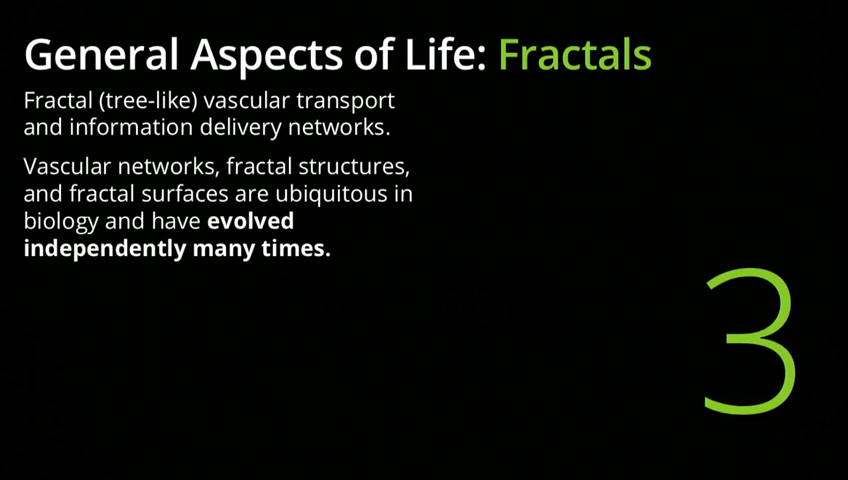 General Aspects of Life: Fractals
Fractal (tree-like) vascular transport
and information delivery networks.
Vascular networks, fractal structures,
and fractal surfaces are ubiquitous in
biology and have evolved
independently many times.
3